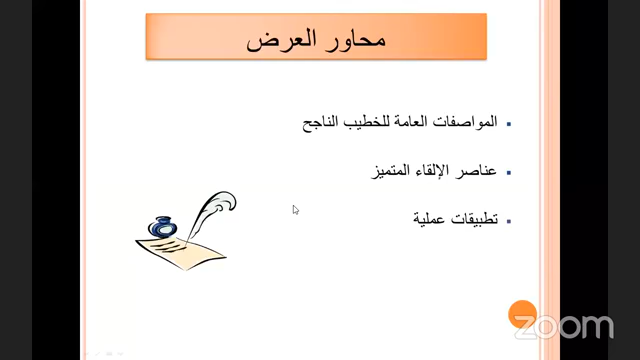 محاور العرض
المواصفات العامة للخطيب الناجح
عناصر الإلقاء المتميز
تطبيقات عملية
zoom